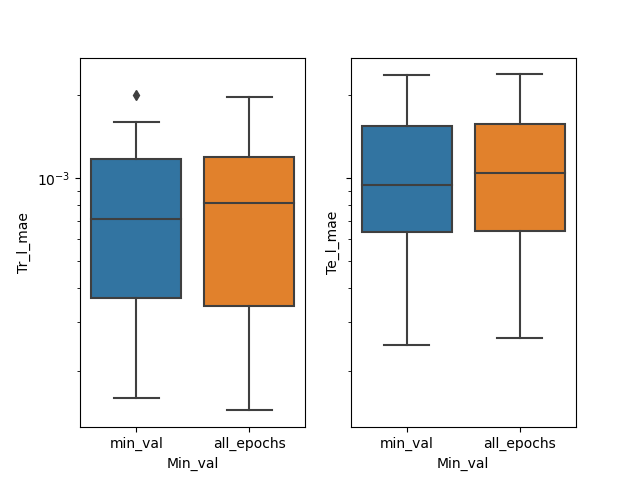 Tr_l_mae
10⁻³
min_val all_epochs
Min_val
Te_l_mae
min_val all_epochs
Min_val